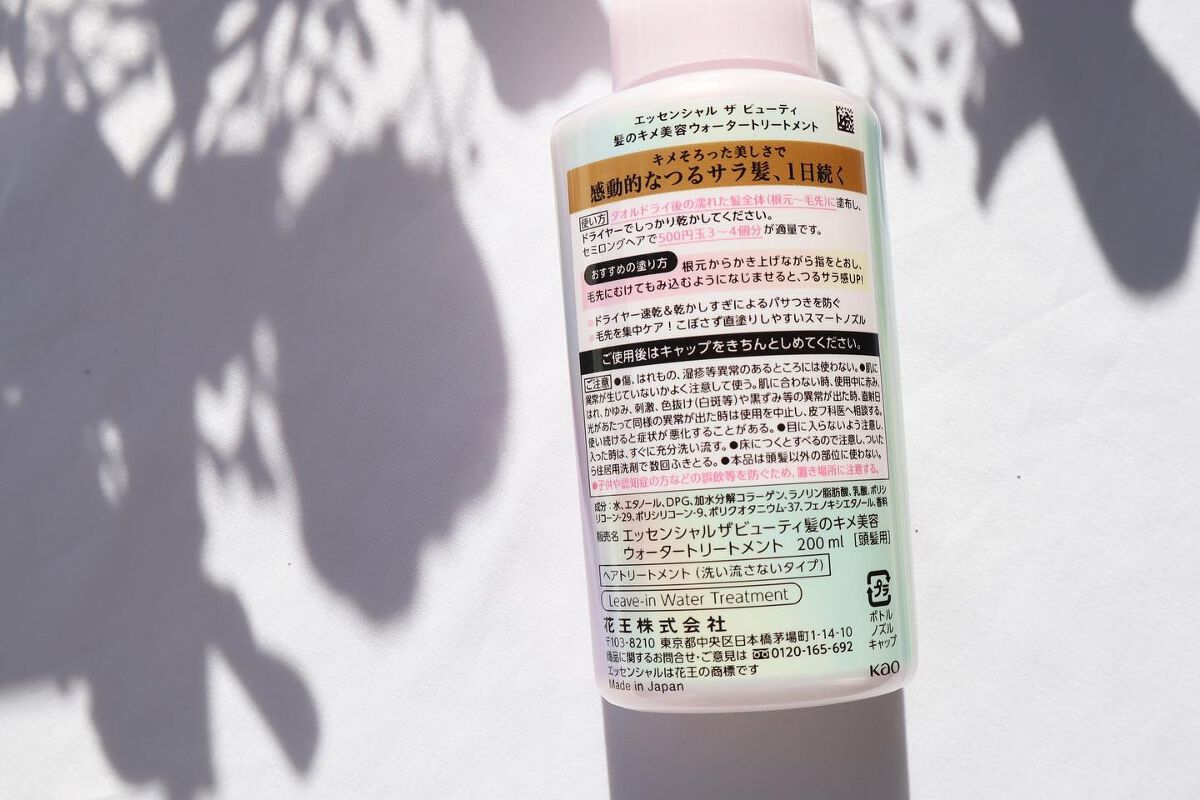 エッセンシャル ザ ビューティ
髪のキメ美容ウォータートリートメント
キメそろった美しさで
感動的なつるサラ髪、1日続く
使い方 タオルドライ後の濡れた髪全体(根元〜毛先)に塗布し、
ドライヤーでしっかり乾かしてください。
セミロングヘアで500円玉3〜4個分が適量です。
おすすめの塗り方 根元からかき上げながら指をとおし、
毛先にむけてもみ込むようになじませると、つるサラ感UP!
●ドライヤー速乾&乾かしすぎによるパサつきを防ぐ
●毛先を集中ケア!こぼさず直塗りしやすいスマートノズル
ご使用後はキャップをきちんとしめてください。
ご注意 ●傷、はれもの、湿疹等異常のあるところには使わない。●肌に
異常が生じていないかよく注意して使う。肌に合わない時、使用中に赤み、
はれ、かゆみ、刺激、色抜け(白斑等)や黒ずみ等の異常が出た時、直射日
光があたって同様の異常が出た時は使用を中止し、皮フ科医へ相談する。
使い続けると症状が悪化することがある。●目に入らないよう注意し、
入った時は、すぐに充分洗い流す。●床につくとすべるので注意し、つい
たら住居用洗剤で数回ふきとる。●本品は頭髪以外の部位に使わない。
●子供や認知症の方などの誤飲等を防ぐため、置き場所に注意する。
成分:水、エタノール、DPG、加水分解コラーゲン、ラノリン脂肪酸、乳酸、ポリシ
リコーン-29、ポリシリコーン-9、ポリクオタニウム-37、フェノキシエタノール、香料
販売名 エッセンシャルザビューティ髪のキメ美容
ウォータートリートメント 200ml [頭髪用]
ヘアトリートメント(洗い流さないタイプ)
Leave-in Water Treatment
花王株式会社
〒103-8210 東京都中央区日本橋茅場町1-14-10
商品に関するお問合せ・ご意見は 0120-165-692
エッセンシャルは花王の商標です
Made in Japan
プラ
ボトル
ノズル
キャップ
Kao